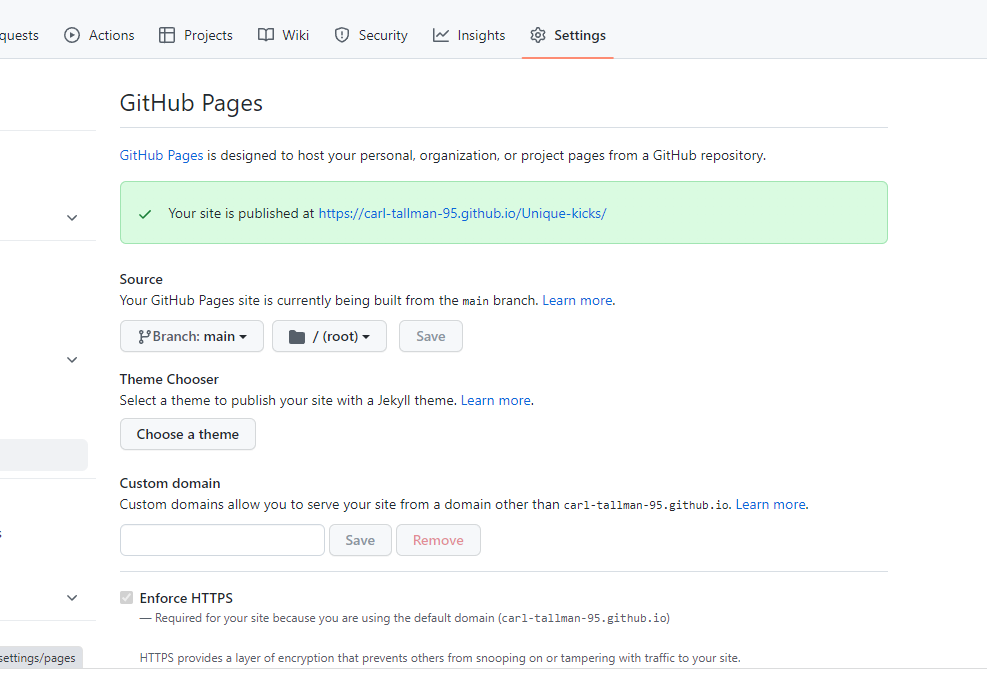 quests Actions Projects Wiki Security Insights Settings
GitHub Pages
GitHub Pages is designed to host your personal, organization, or project pages from a GitHub repository.
Your site is published at https://carl-tallman-95.github.io/Unique-kicks/
Source
Your GitHub Pages site is currently being built from the main branch. Learn more.
Branch: main / (root) Save
Theme Chooser
Select a theme to publish your site with a Jekyll theme. Learn more.
Choose a theme
Custom domain
Custom domains allow you to serve your site from a domain other than carl-tallman-95.github.io. Learn more.
Save Remove
Enforce HTTPS
— Required for your site because you are using the default domain (carl-tallman-95.github.io)
settings/pages
HTTPS provides a layer of encryption that prevents others from snooping on or tampering with traffic to your site.